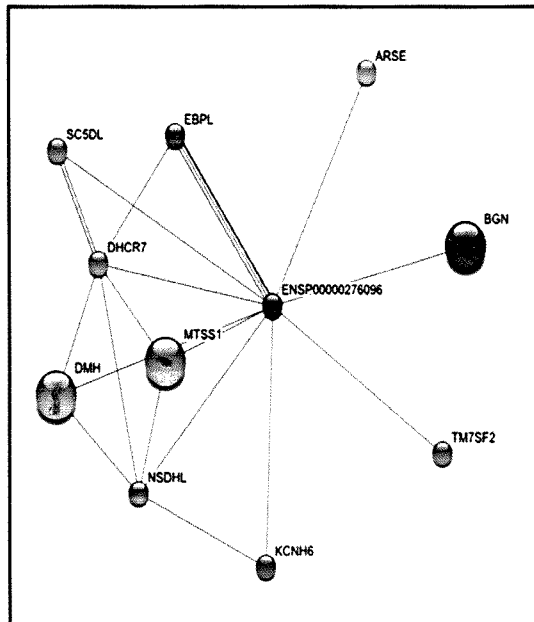 ARSE
EBPL
SC5DL
BGN
DHCR7
ENSP00000276096
MTSS1
DMH
TM7SF2
NSDHL
KCNH6